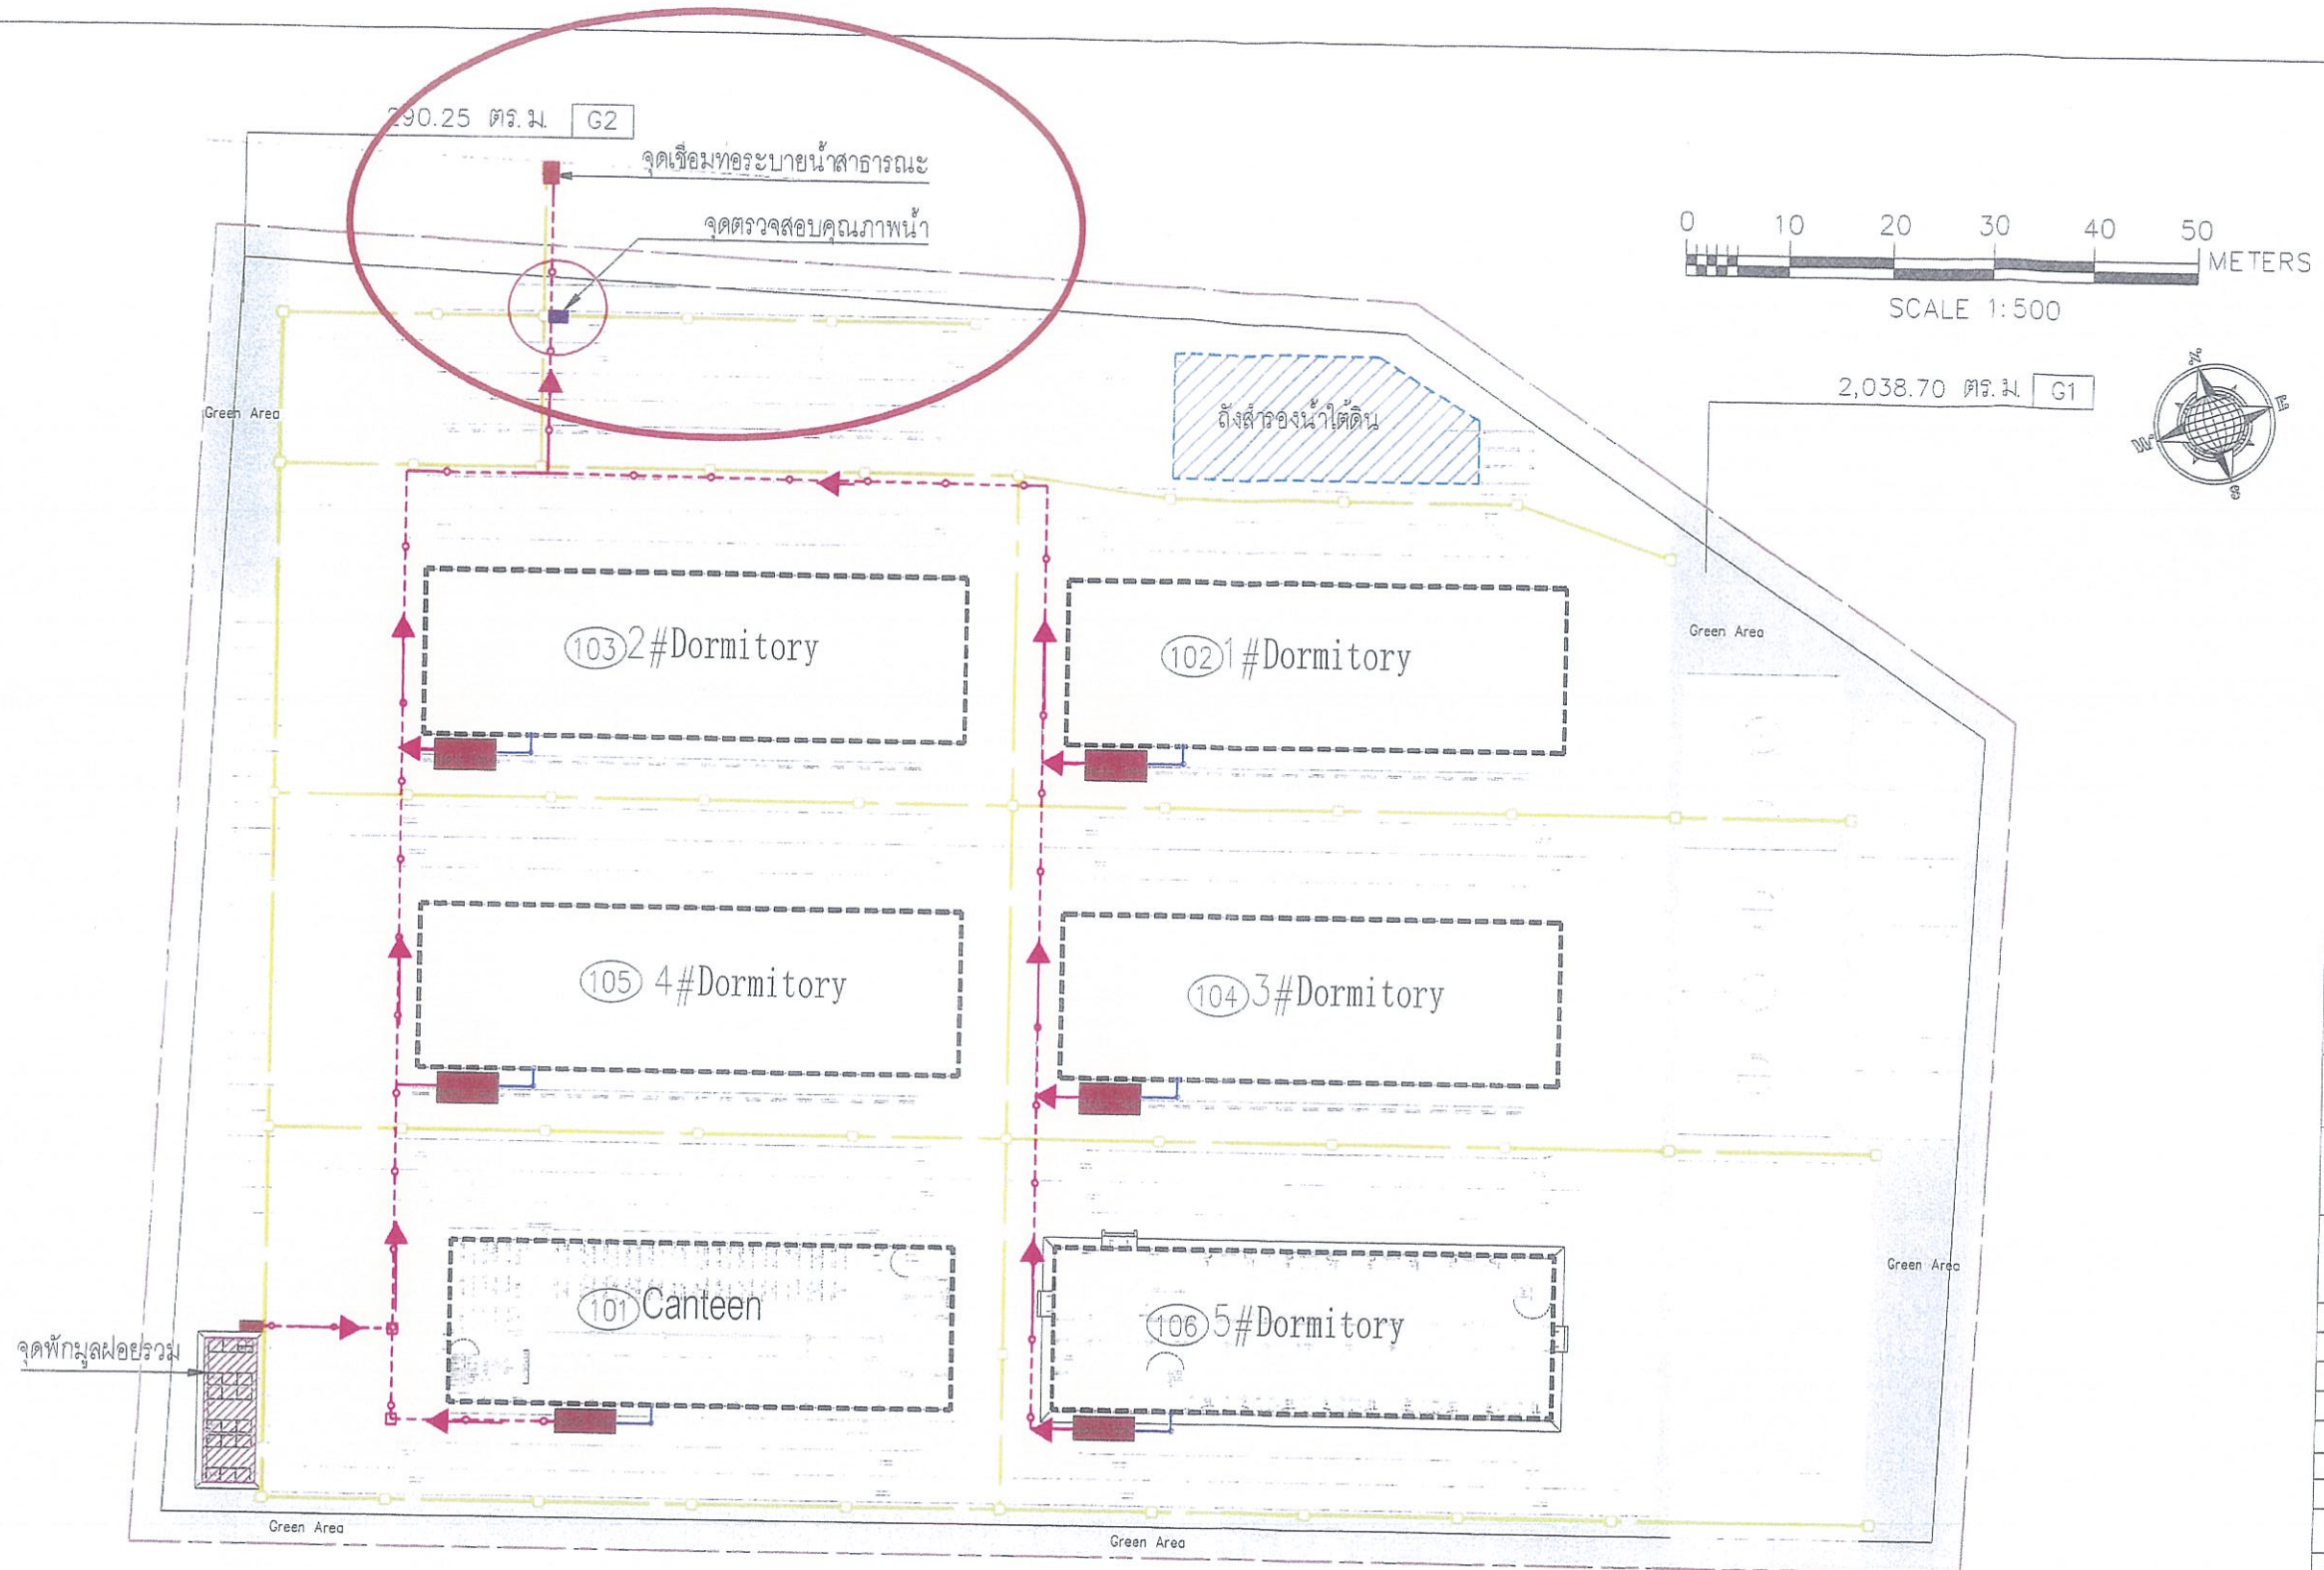 290.25 ตร.ม. G2
จุดเชื่อมท่อระบายน้ำสาธารณะ
จุดตรวจสอบคุณภาพน้ำ
0 10 20 30 40 50
METERS
SCALE 1:500
N
E
W
S
2,038.70 ตร.ม. G1
Green Area
ถังสำรองน้ำใต้ดิน
103 2#Dormitory
102 1#Dormitory
Green Area
105 4#Dormitory
104 3#Dormitory
Green Area
101 Canteen
106 5#Dormitory
จุดพักมูลฝอยรวม
Green Area
Green Area